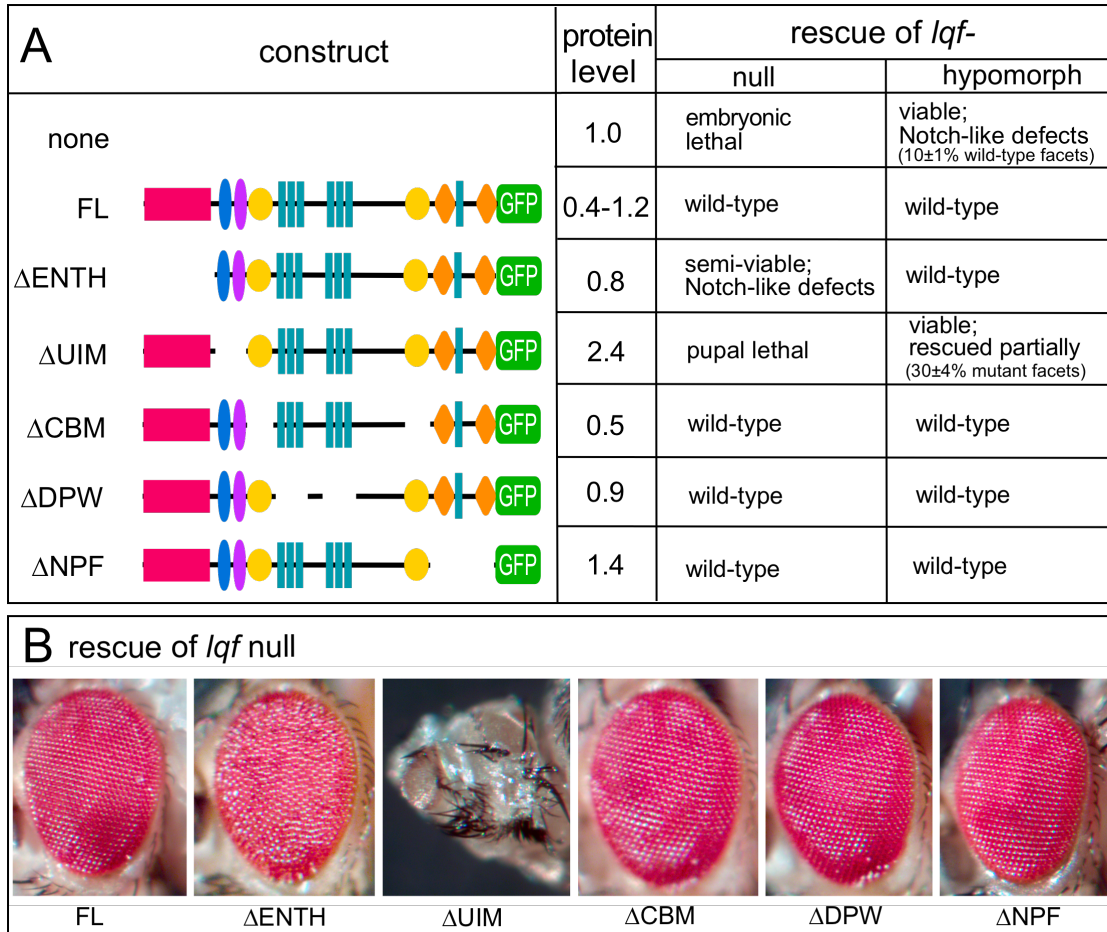 A
construct
protein
level
rescue of lqf-
null
hypomorph
none
1.0
embryonic
lethal
viable;
Notch-like defects
(10±1% wild-type facets)
FL
GFP
0.4-1.2
wild-type
wild-type
ΔENTH
GFP
0.8
semi-viable;
Notch-like defects
wild-type
ΔUIM
GFP
2.4
pupal lethal
viable;
rescued partially
(30±4% mutant facets)
ΔCBM
GFP
0.5
wild-type
wild-type
ΔDPW
GFP
0.9
wild-type
wild-type
ΔNPF
GFP
1.4
wild-type
wild-type
B rescue of lqf null
FL
ΔENTH
ΔUIM
ΔCBM
ΔDPW
ΔNPF